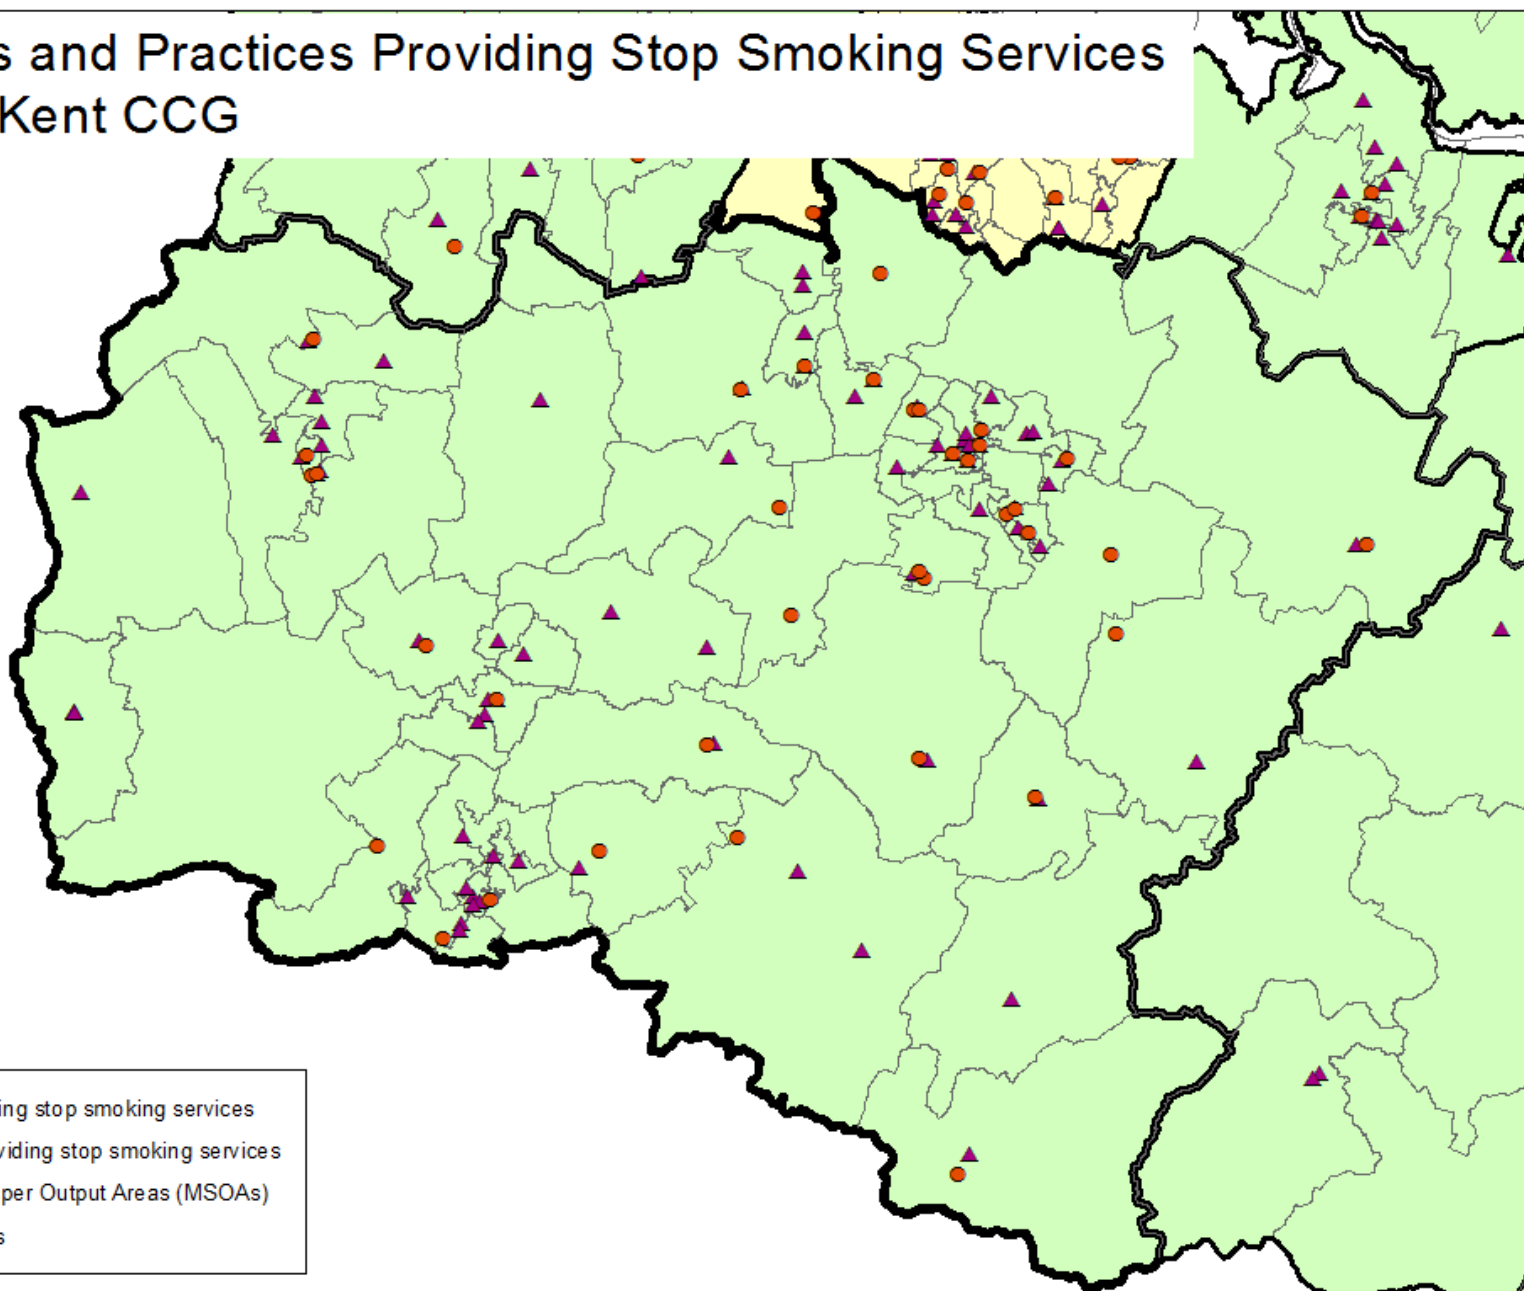 s and Practices Providing Stop Smoking Services
Kent CCG
ing stop smoking services
viding stop smoking services
per Output Areas (MSOAs)
s